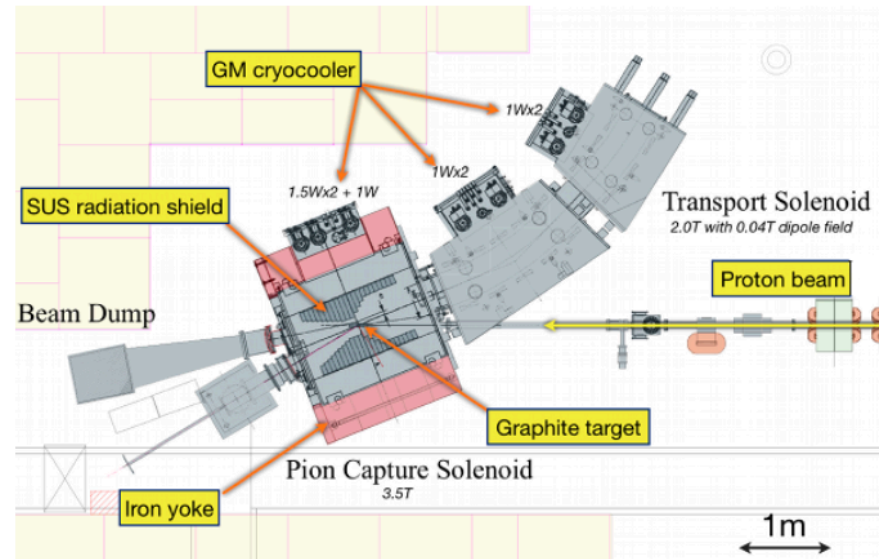 GM cryocooler
1Wx2
1Wx2
1.5Wx2 + 1W
SUS radiation shield
Transport Solenoid
2.0T with 0.04T dipole field
Proton beam
Beam Dump
Graphite target
Pion Capture Solenoid
3.5T
Iron yoke
1m